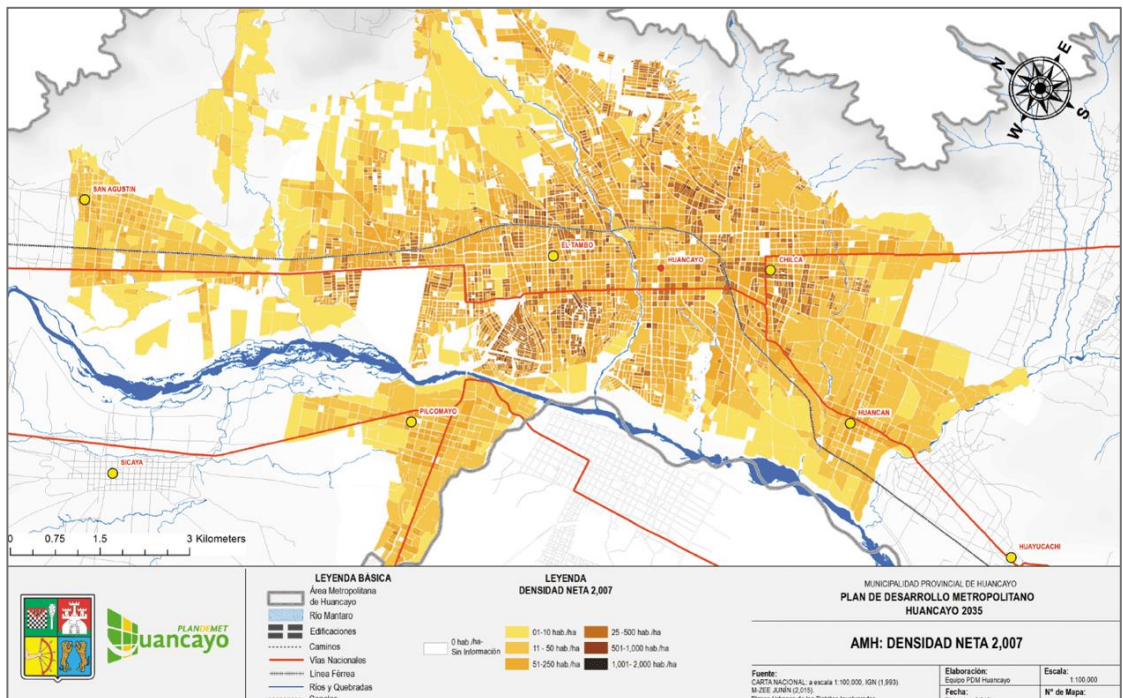 N
E
W
S
SAN AGUSTIN
EL TAMBO
HUANCAYO
CHILCA
PILCOMAYO
HUANCAN
SICAYA
HUAYUCACHI
0 0.75 1.5 3 Kilometers
PLANDEMET
Huancayo
LEYENDA BÁSICA
Área Metropolitana
de Huancayo
Río Mantaro
Edificaciones
Caminos
Vías Nacionales
Línea Férrea
Ríos y Quebradas
LEYENDA
DENSIDAD NETA 2,007
0 hab./ha-
Sin Información
01-10 hab./ha
11 - 50 hab./ha
51-250 hab./ha
25 -500 hab./ha
501-1,000 hab./ha
1,001- 2,000 hab./ha
MUNICIPALIDAD PROVINCIAL DE HUANCAYO
PLAN DE DESARROLLO METROPOLITANO
HUANCAYO 2035
AMH: DENSIDAD NETA 2,007
Fuente:
CARTA NACIONAL: a escala 1:100.000, IGN (1,993).
M-ZEE JUNÍN (2,015).
Elaboración:
Equipo PDM Huancayo
Escala:
1:100.000
Fecha:
N° de Mapa: